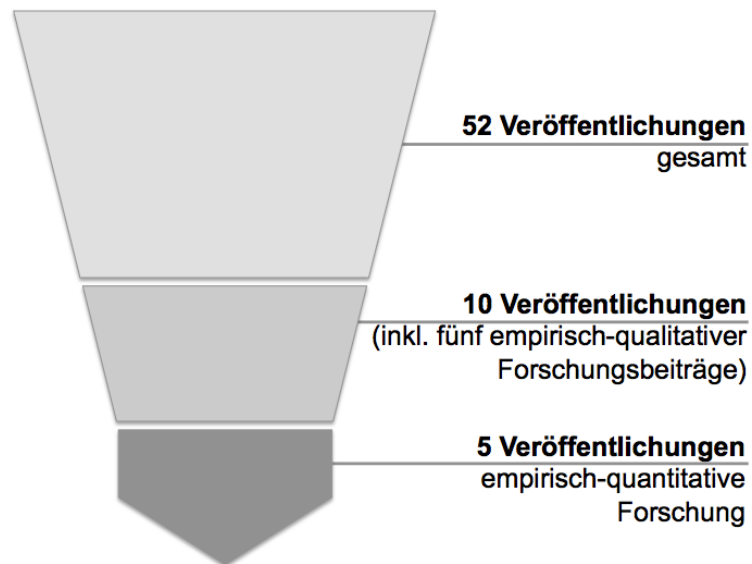 52 Veröffentlichungen
gesamt
10 Veröffentlichungen
(inkl. fünf empirisch-qualitativer
Forschungsbeiträge)
5 Veröffentlichungen
empirisch-quantitative
Forschung